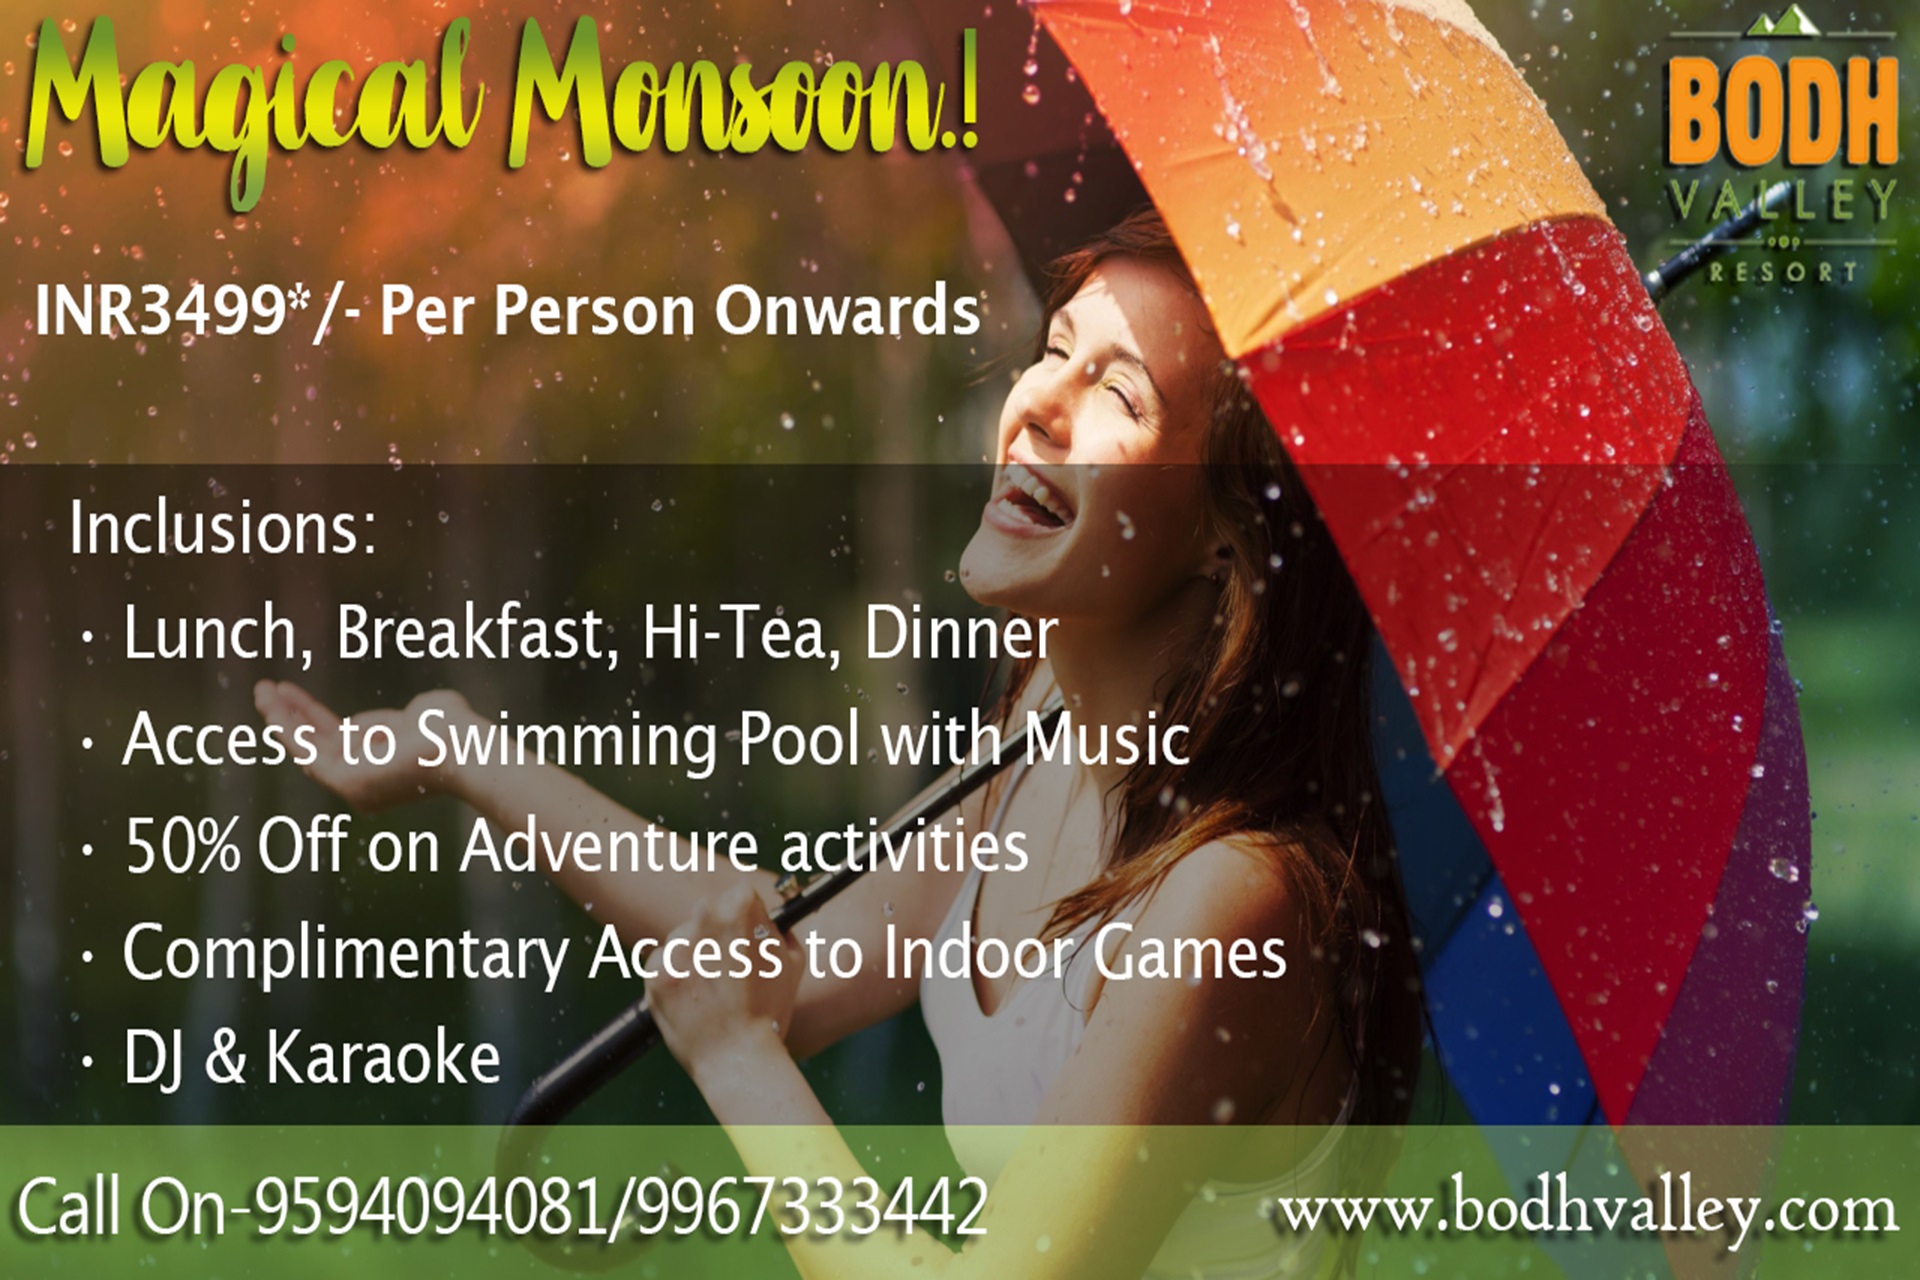 Magical Monsoon.!
BODH
VALLEY
RESORT
INR3499*/- Per Person Onwards
Inclusions:
· Lunch, Breakfast, Hi-Tea, Dinner
· Access to Swimming Pool with Music
· 50% Off on Adventure activities
· Complimentary Access to Indoor Games
· DJ & Karaoke
Call On-9594094081/9967333442
www.bodhvalley.com